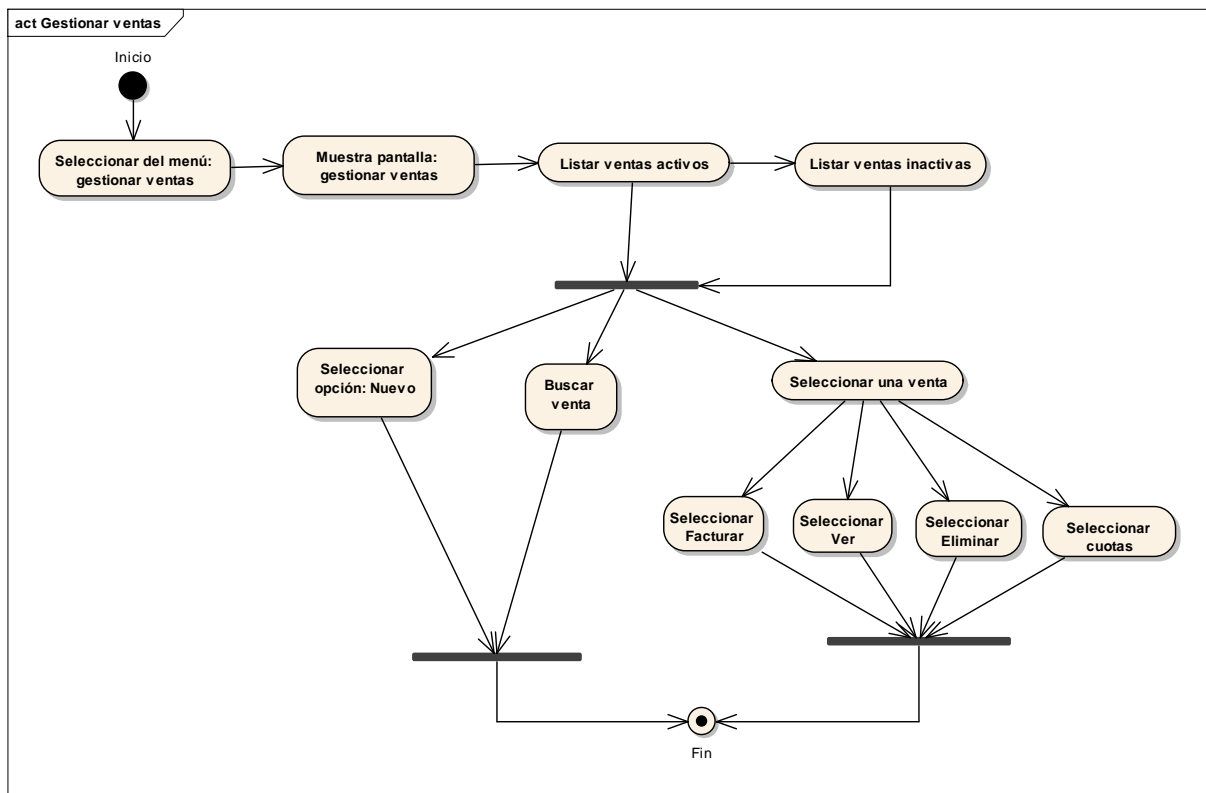 act Gestionar ventas
Inicio
Seleccionar del menú:
gestionar ventas
Muestra pantalla:
gestionar ventas
Listar ventas activos
Listar ventas inactivas
Seleccionar
opción: Nuevo
Buscar
venta
Seleccionar una venta
Seleccionar
Facturar
Seleccionar
Ver
Seleccionar
Eliminar
Seleccionar
cuotas
Fin